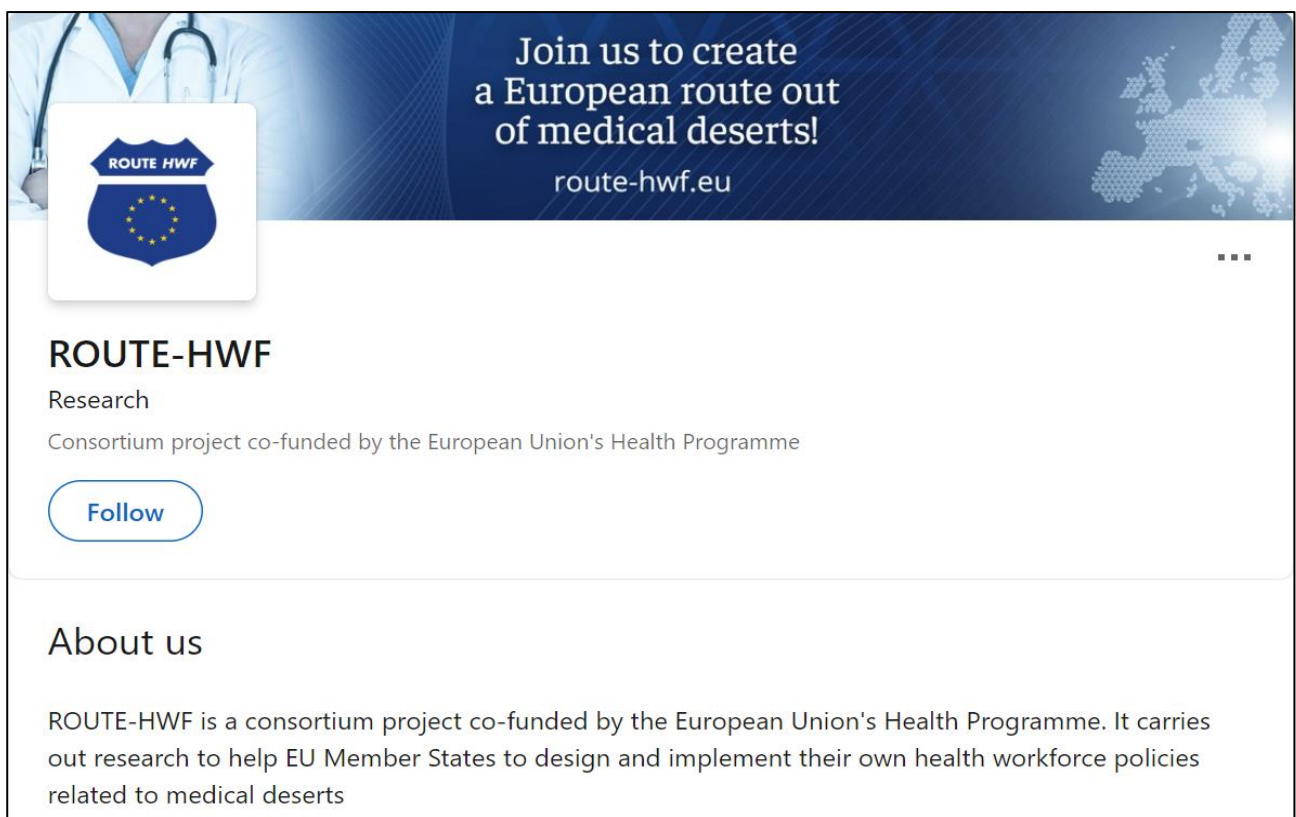 Join us to create
a European route out
of medical deserts!
route-hwf.eu
ROUTE HWF
ROUTE-HWF
Research
Consortium project co-funded by the European Union's Health Programme
Follow
About us
ROUTE-HWF is a consortium project co-funded by the European Union's Health Programme. It carries
out research to help EU Member States to design and implement their own health workforce policies
related to medical deserts